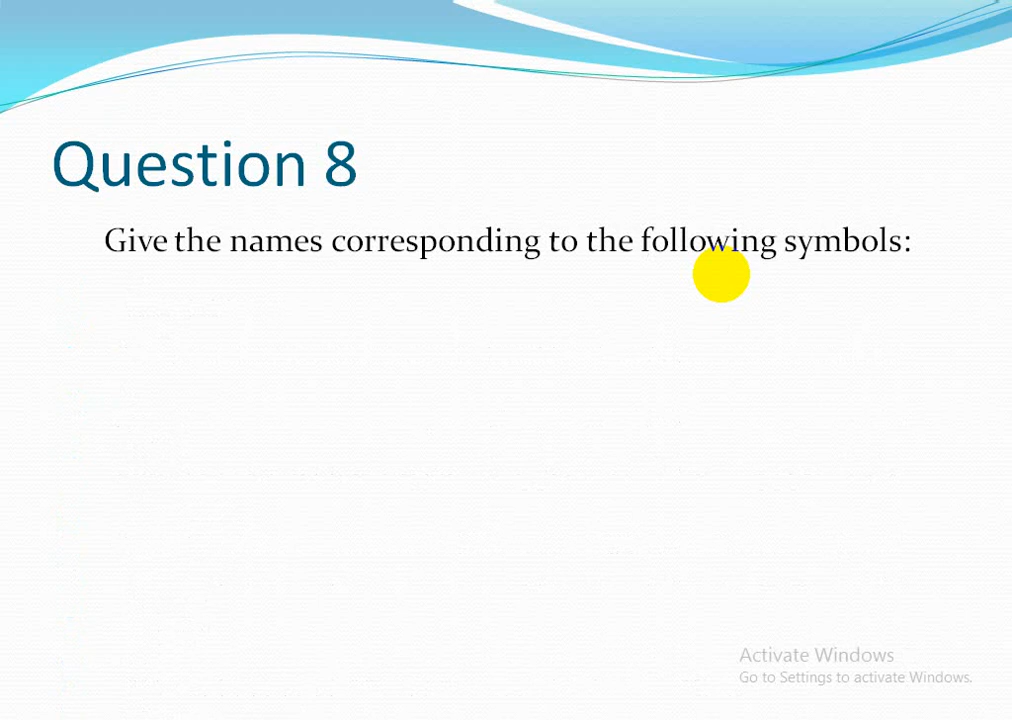 Question 8
Give the names corresponding to the following symbols:
Activate Windows
Go to Settings to activate Windows.